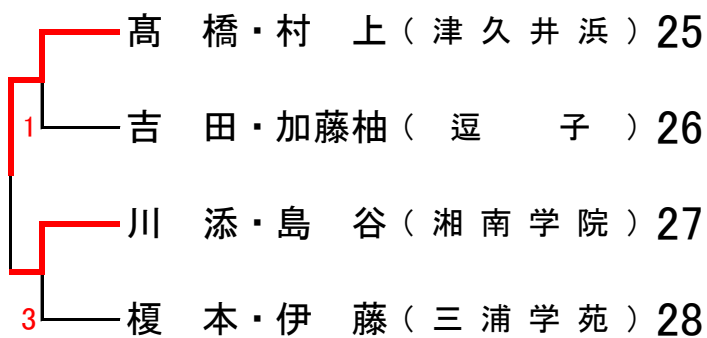 髙　橋・村　上（津久井浜）25
1
吉　田・加藤柚（逗　　子）26
川　添・島　谷（湘南学院）27
3
榎　本・伊　藤（三浦学苑）28